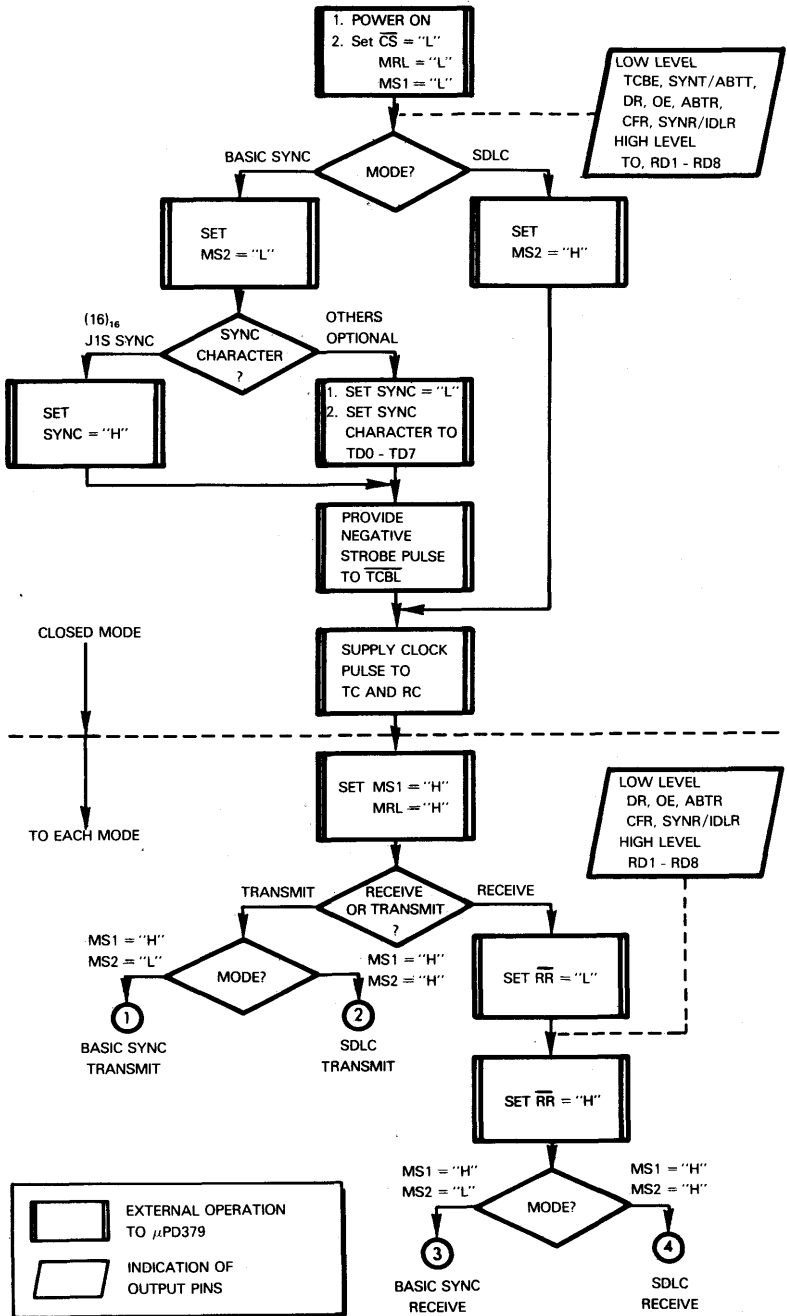 1. POWER ON
2. Set C̅S̅ = "L"
MRL = "L"
MS1 = "L"
LOW LEVEL
TCBE, SYNT/ABTT,
DR, OE, ABTR,
CFR, SYNR/IDLR
HIGH LEVEL
TO, RD1 - RD8
BASIC SYNC
MODE?
SDLC
SET
MS2 = "L"
SET
MS2 = "H"
(16)₁₆
J1S SYNC
SYNC
CHARACTER
?
OTHERS
OPTIONAL
SET
SYNC = "H"
1. SET SYNC = "L"
2. SET SYNC
CHARACTER TO
TD0 - TD7
PROVIDE
NEGATIVE
STROBE PULSE
TO T̅C̅B̅L̅
CLOSED MODE
SUPPLY CLOCK
PULSE TO
TC AND RC
SET MS1 = "H"
MRL = "H"
TO EACH MODE
LOW LEVEL
DR, OE, ABTR
CFR, SYNR/IDLR
HIGH LEVEL
RD1 - RD8
TRANSMIT
RECEIVE
OR TRANSMIT
?
RECEIVE
MS1 = "H"
MS2 = "L"
MODE?
MS1 = "H"
MS2 = "H"
SET R̅R̅ = "L"
1
BASIC SYNC
TRANSMIT
2
SDLC
TRANSMIT
SET R̅R̅ = "H"
MS1 = "H"
MS2 = "L"
MODE?
MS1 = "H"
MS2 = "H"
3
BASIC SYNC
RECEIVE
4
SDLC
RECEIVE
EXTERNAL OPERATION
TO µPD379
INDICATION OF
OUTPUT PINS